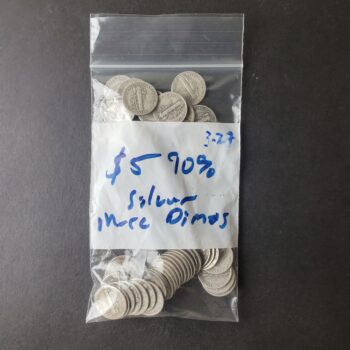 3-27
$5 90%
Silver
merc Dimes